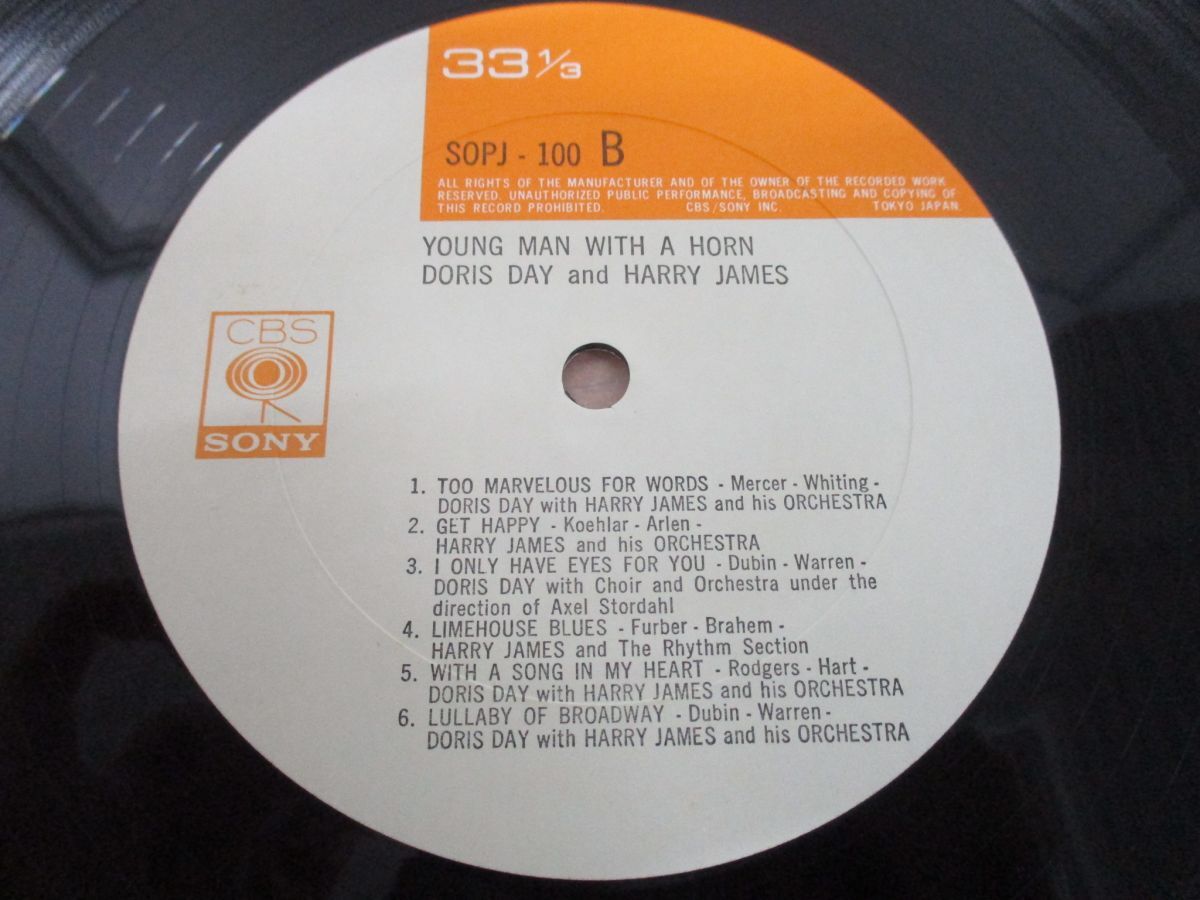 33 1/3
SOPJ - 100 B
ALL RIGHTS OF THE MANUFACTURER AND OF THE OWNER OF THE RECORDED WORK
RESERVED. UNAUTHORIZED PUBLIC PERFORMANCE, BROADCASTING AND COPYING OF
THIS RECORD PROHIBITED. CBS/SONY INC. TOKYO JAPAN.
YOUNG MAN WITH A HORN
DORIS DAY and HARRY JAMES
CBS
SONY
1. TOO MARVELOUS FOR WORDS - Mercer - Whiting -
DORIS DAY with HARRY JAMES and his ORCHESTRA
2. GET HAPPY - Koehlar - Arlen -
HARRY JAMES and his ORCHESTRA
3. I ONLY HAVE EYES FOR YOU - Dubin - Warren -
DORIS DAY with Choir and Orchestra under the
direction of Axel Stordahl
4. LIMEHOUSE BLUES - Furber - Brahem -
HARRY JAMES and The Rhythm Section
5. WITH A SONG IN MY HEART - Rodgers - Hart -
DORIS DAY with HARRY JAMES and his ORCHESTRA
6. LULLABY OF BROADWAY - Dubin - Warren -
DORIS DAY with HARRY JAMES and his ORCHESTRA